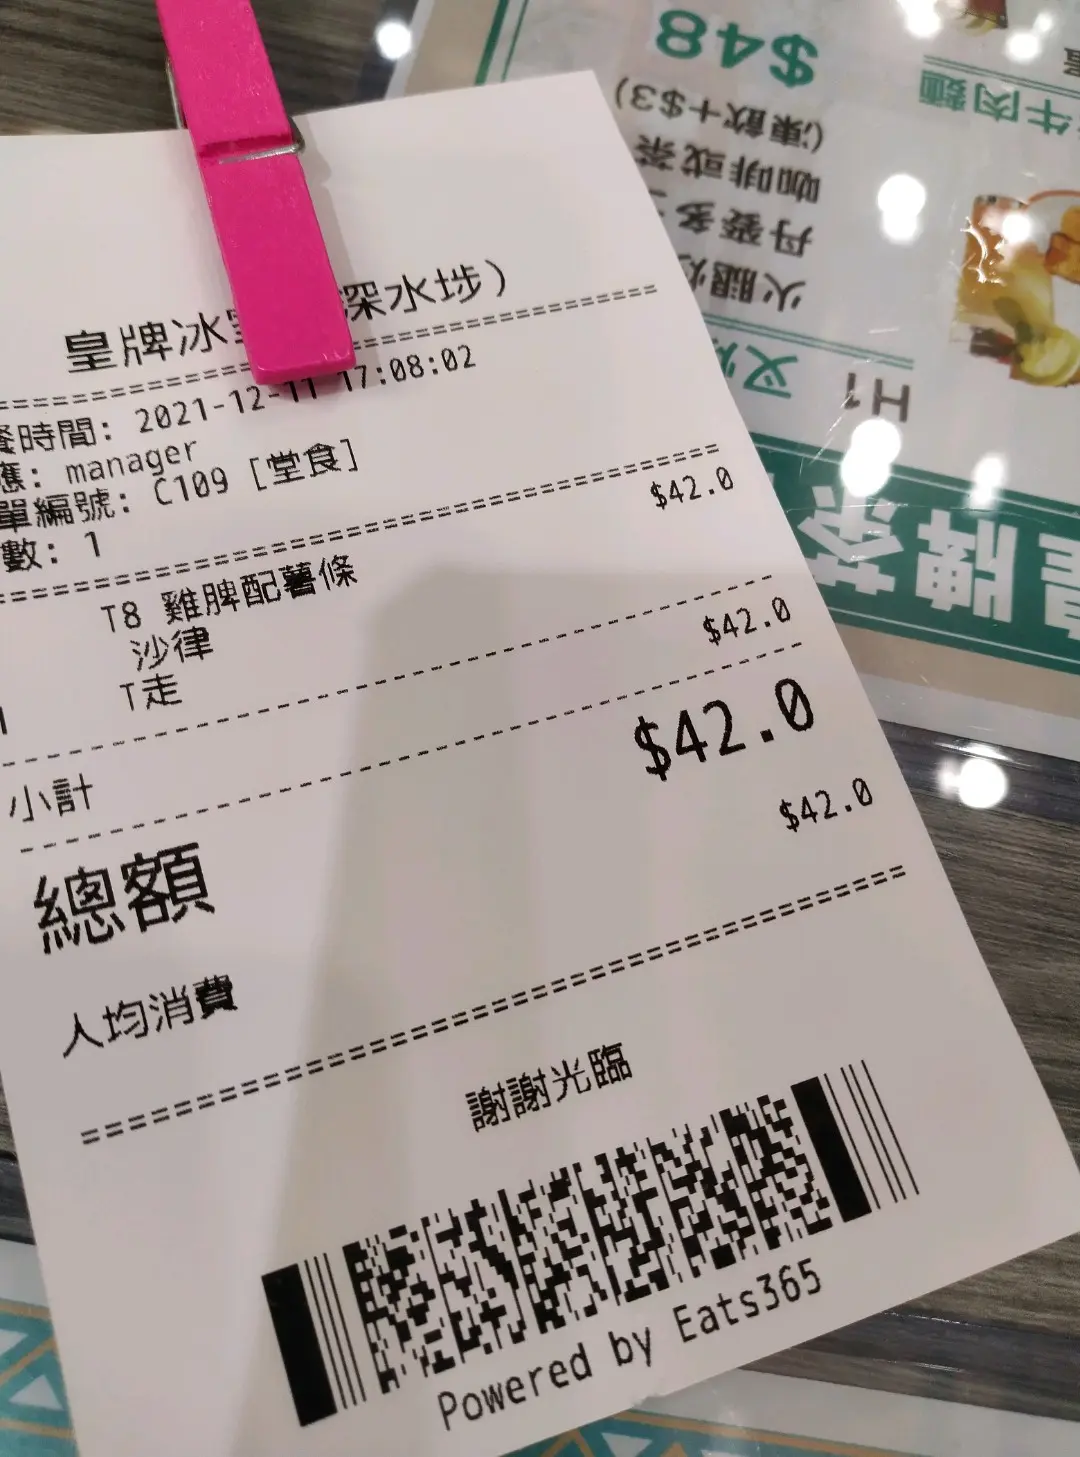 皇牌冰 深水埗)
餐時間: 2021-12-11 17:08:02
應: manager
單編號: C109 [堂食]
數: 1
$42.0
T8 雞脾配薯條
沙律
T走
小計 $42.0
總額 $42.0
人均消費 $42.0
謝謝光臨
Powered by Eats365
$48
(凍飲+$3)
咖啡或茶
丹麥多士
火腿
H1 叉
牛肉麵
皇牌茶